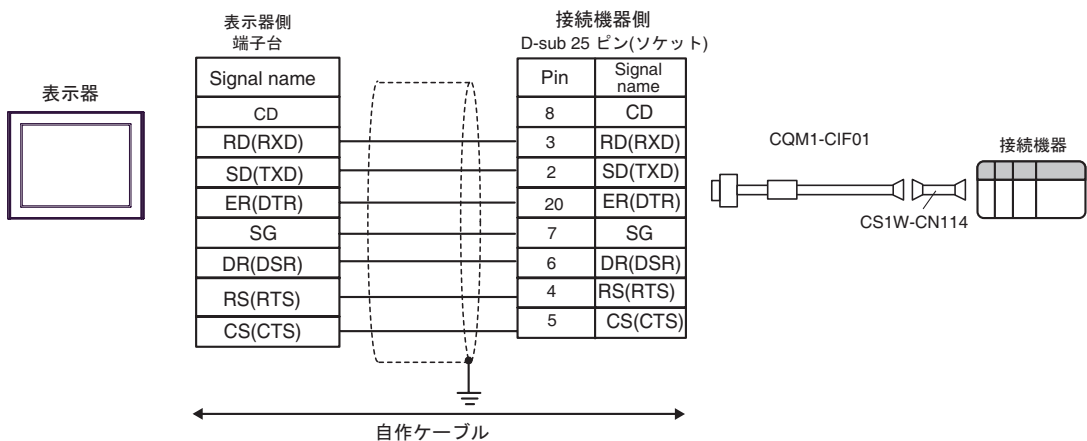 表示器
表示器側
端子台
Signal name
CD
RD(RXD)
SD(TXD)
ER(DTR)
SG
DR(DSR)
RS(RTS)
CS(CTS)
接続機器側
D-sub 25 ピン(ソケット)
Pin Signal name
8 CD
3 RD(RXD)
2 SD(TXD)
20 ER(DTR)
7 SG
6 DR(DSR)
4 RS(RTS)
5 CS(CTS)
自作ケーブル
CQM1-CIF01
CS1W-CN114
接続機器